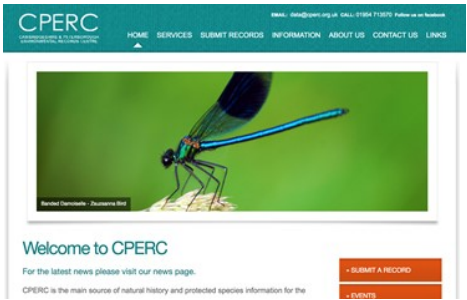 EMAIL: data@cperc.org.uk CALL: 01954 713570 Follow us on facebook
CPERC
CAMBRIDGESHIRE & PETERBOROUGH
ENVIRONMENTAL RECORDS CENTRE
HOME SERVICES SUBMIT RECORDS INFORMATION ABOUT US CONTACT US LINKS
Banded Damoiselle - Zsuzsanna Bird
Welcome to CPERC
For the latest news please visit our news page.
CPERC is the main source of natural history and protected species information for the
• SUBMIT A RECORD
• EVENTS